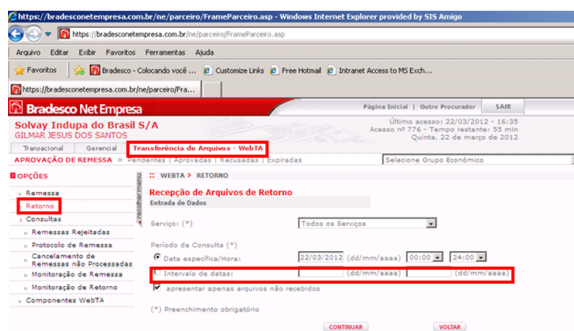 https://bradesconetempresa.com.br/ne/parceiro/FrameParceiro.asp - Windows Internet Explorer provided by SIS Amigo
https://bradesconetempresa.com.br/ne/parceiro/FrameParceiro.asp
Arquivo Editar Exibir Favoritos Ferramentas Ajuda
Favoritos Bradesco - Colocando você ... Customize Links Free Hotmail Intranet Access to MS Exch...
https://bradesconetempresa.com.br/ne/parceiro/Fra...
Bradesco Net Empresa Página Inicial | Outro Procurador SAIR
Solvay Indupa do Brasil S/A Último acesso: 22/03/2012 - 16:35
GILMAR JESUS DOS SANTOS Acesso nº 776 - Tempo restante: 55 min
Quinta, 22 de março de 2012
Transacional Gerencial Transferência de Arquivos - WebTA
APROVAÇÃO DE REMESSA » Pendentes | Aprovadas | Recusadas | Expiradas Selecione Grupo Econômico
OPÇÕES recolher menu :: WEBTA > RETORNO
Remessa Recepção de Arquivos de Retorno
Retorno Entrada de Dados
Consultas Serviço: (*) Todos os Serviços
Remessas Rejeitadas
Protocolo de Remessa Período da Consulta (*)
Cancelamento de Remessas não Processadas Data específica/Hora: 22/03/2012 (dd/mm/aaaa) 00:00 24:00
Monitoração de Remessa Intervalo de datas: (dd/mm/aaaa) (dd/mm/aaaa)
Monitoração de Retorno apresentar apenas arquivos não recebidos
Componentes WebTA
(*) Preenchimento obrigatório
CONTINUAR VOLTAR